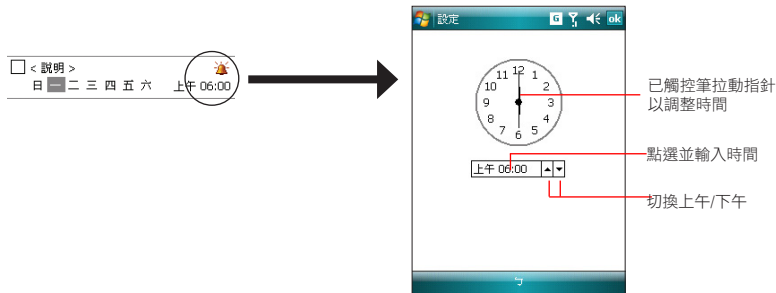 < 說明 >
日 一 二 三 四 五 六 上午 06:00
設定 G ok
12
11 1
10 2
9 3
8 4
7 6 5
上午 06:00
已觸控筆拉動指針
以調整時間
點選並輸入時間
切換上午/下午
ㄅ